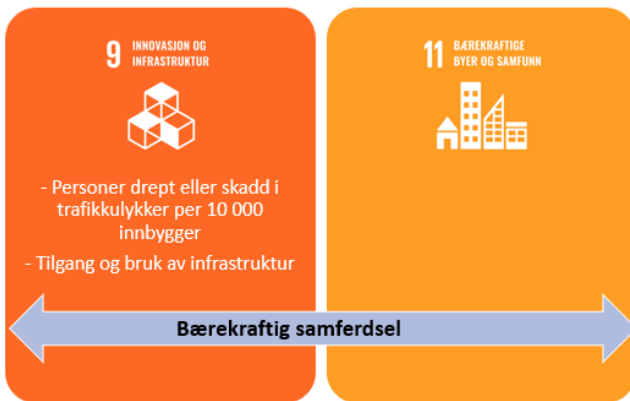 9 INNOVASJON OG
INFRASTRUKTUR
- Personer drept eller skadd i
trafikkulykker per 10 000
innbygger
- Tilgang og bruk av infrastruktur
11 BÆREKRAFTIGE
BYER OG SAMFUNN
Bærekraftig samferdsel